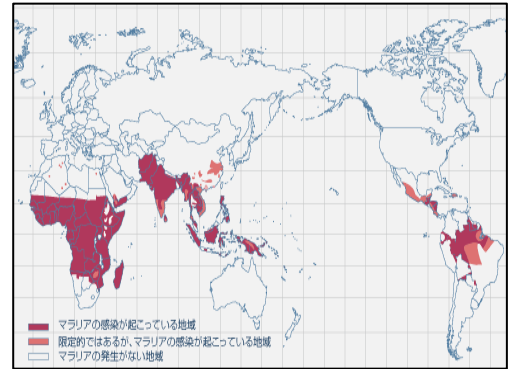 マラリアの感染が起こっている地域
限定的ではあるが、マラリアの感染が起こっている地域
マラリアの発生がない地域